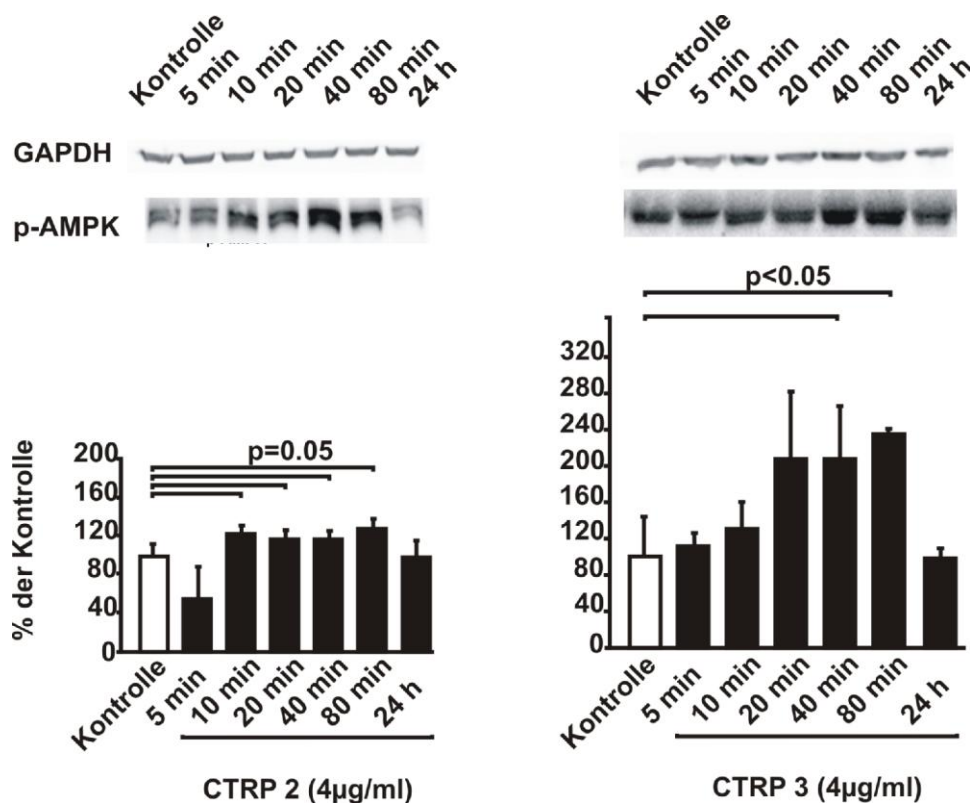 Kontrolle
5 min
10 min
20 min
40 min
80 min
24 h
GAPDH
p-AMPK
Kontrolle
5 min
10 min
20 min
40 min
80 min
24 h
% der Kontrolle
200
160
120
80
40
0
p=0.05
Kontrolle
5 min
10 min
20 min
40 min
80 min
24 h
CTRP 2 (4µg/ml)
p<0.05
320
280
240
200
160
120
80
40
0
Kontrolle
5 min
10 min
20 min
40 min
80 min
24 h
CTRP 3 (4µg/ml)